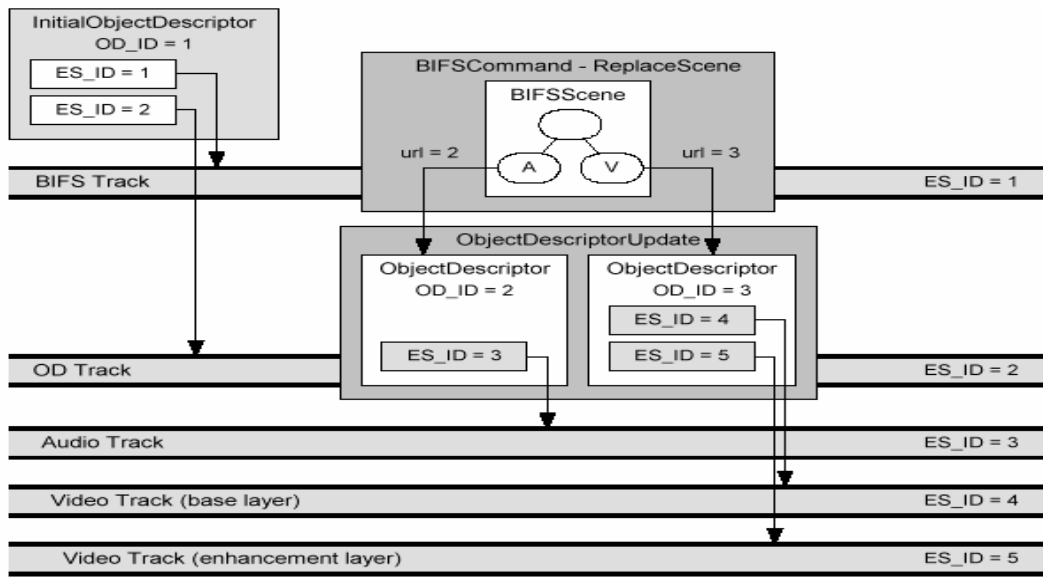 InitialObjectDescriptor
OD_ID = 1
ES_ID = 1
ES_ID = 2
BIFSCommand - ReplaceScene
BIFSScene
url = 2
A
V
url = 3
BIFS Track
ES_ID = 1
ObjectDescriptorUpdate
ObjectDescriptor
OD_ID = 2
ES_ID = 3
ObjectDescriptor
OD_ID = 3
ES_ID = 4
ES_ID = 5
OD Track
ES_ID = 2
Audio Track
ES_ID = 3
Video Track (base layer)
ES_ID = 4
Video Track (enhancement layer)
ES_ID = 5